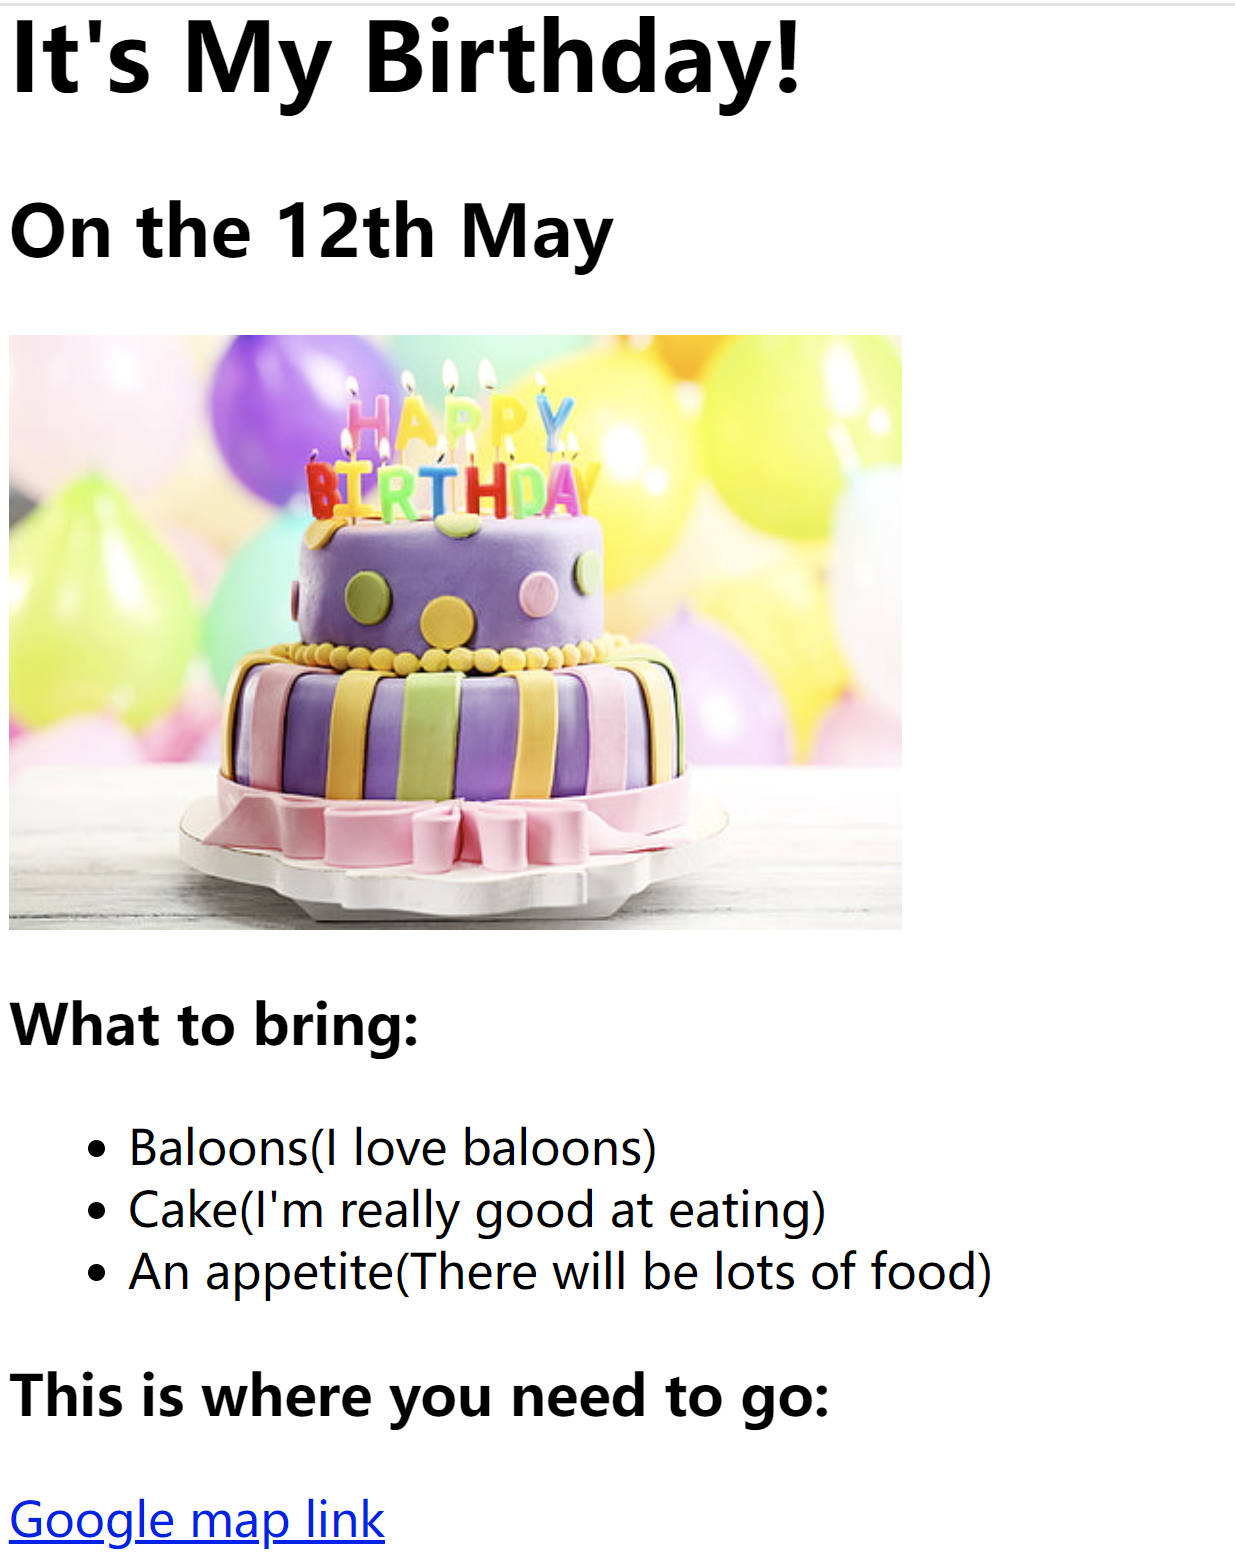 It's My Birthday!
On the 12th May
HAPPY
BIRTHDAY
What to bring:
Baloons(I love baloons)
Cake(I'm really good at eating)
An appetite(There will be lots of food)
This is where you need to go:
Google map link